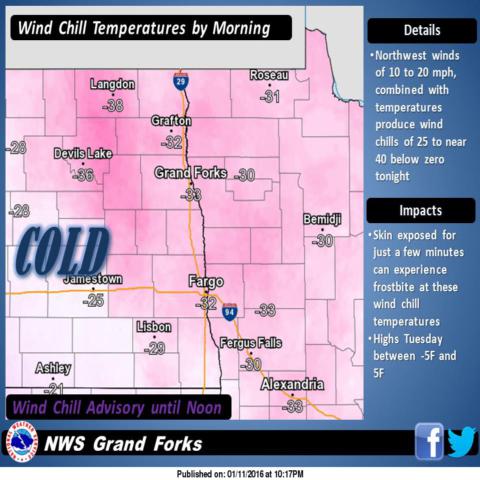 Wind Chill Temperatures by Morning
Details
•Northwest winds
of 10 to 20 mph,
combined with
temperatures
produce wind
chills of 25 to near
40 below zero
tonight
Impacts
•Skin exposed for
just a few minutes
can experience
frostbite at these
wind chill
temperatures
•Highs Tuesday
between -5F and
5F
29
Roseau
-31
Langdon
-38
Grafton
-32
-28
Devils Lake
-36
Grand Forks
-33
-30
-28
Bemidji
-30
COLD
Jamestown
-25
Fargo
-32
94
-33
Lisbon
-29
Fergus Falls
-30
Ashley
-21
Alexandria
-33
Wind Chill Advisory until Noon
NWS Grand Forks
Published on: 01/11/2016 at 10:17PM